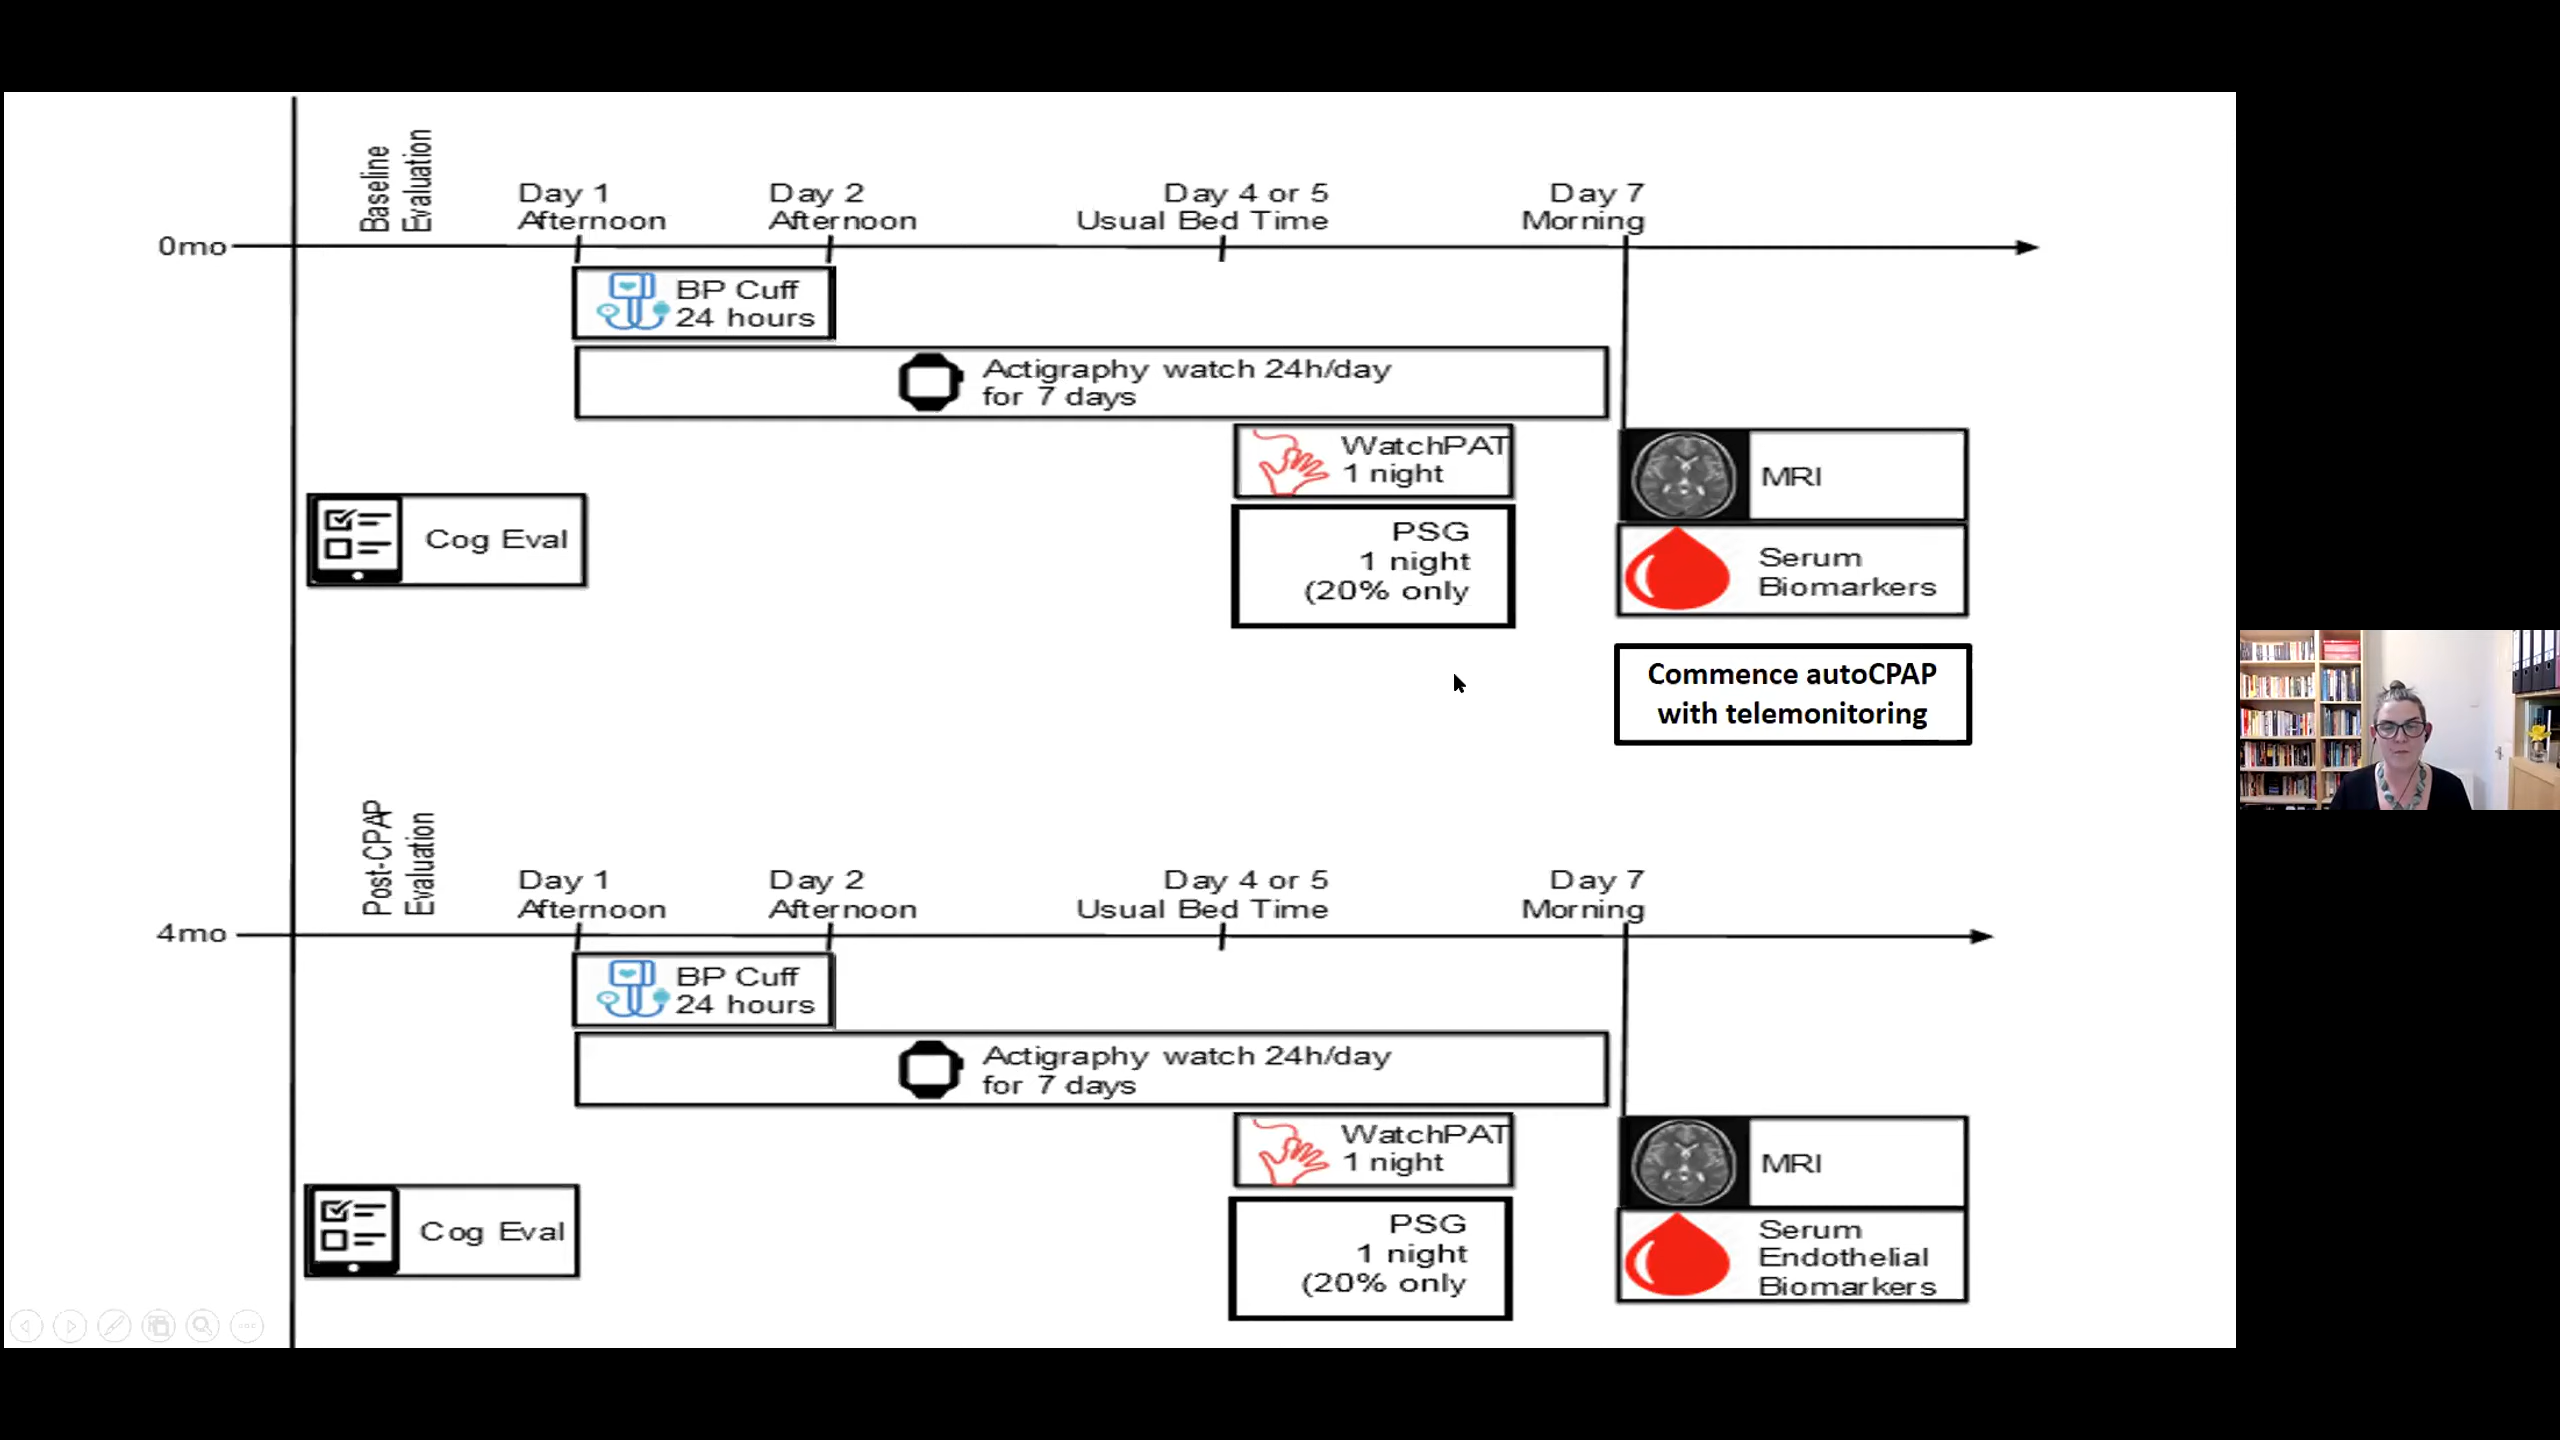 Baseline
Evaluation
Day 1
Afternoon
Day 2
Afternoon
Day 4 or 5
Usual Bed Time
Day 7
Morning
0mo
BP Cuff
24 hours
Actigraphy watch 24h/day
for 7 days
WatchPAT
1 night
MRI
Cog Eval
PSG
1 night
(20% only
Serum
Biomarkers
Commence autoCPAP
with telemonitoring
Post-CPAP
Evaluation
Day 1
Afternoon
Day 2
Afternoon
Day 4 or 5
Usual Bed Time
Day 7
Morning
4mo
BP Cuff
24 hours
Actigraphy watch 24h/day
for 7 days
WatchPAT
1 night
MRI
Cog Eval
PSG
1 night
(20% only
Serum
Endothelial
Biomarkers